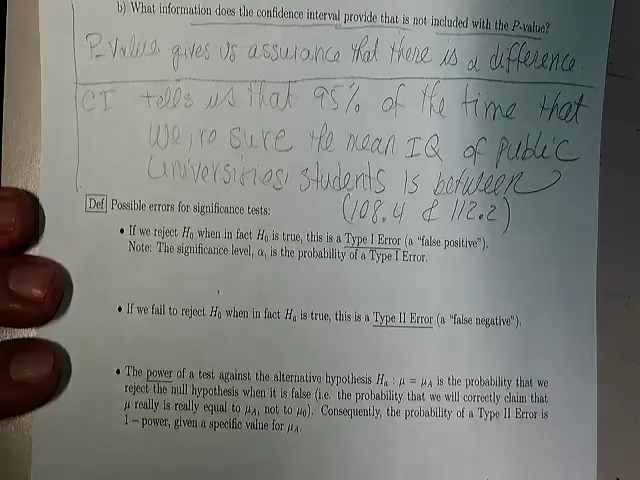 b) What information does the confidence interval provide that is not included with the P-value?
P-value gives us assurance that there is a difference.
CI tells us that 95% of the time that
we're sure the mean IQ of public
universities, students is between
(108.4 & 112.2)
Def Possible errors for significance tests:
• If we reject H₀ when in fact H₀ is true, this is a Type I Error (a "false positive").
Note: The significance level, α, is the probability of a Type I Error.
• If we fail to reject H₀ when in fact Hₐ is true, this is a Type II Error (a "false negative").
• The power of a test against the alternative hypothesis Hₐ : μ = μ_A is the probability that we
reject the null hypothesis when it is false (i.e. the probability that we will correctly claim that
μ really is really equal to μ_A, not to μ₀). Consequently, the probability of a Type II Error is
1 − power, given a specific value for μ_A.